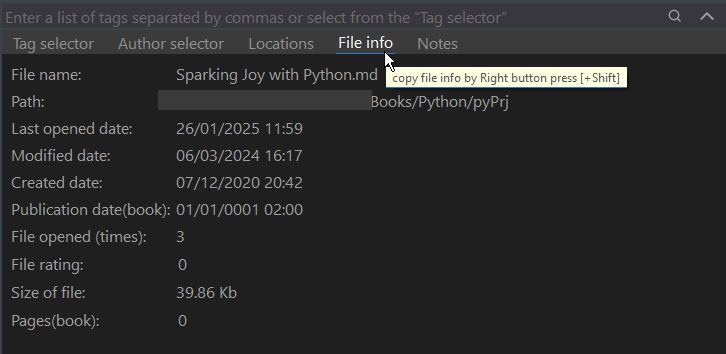 Enter a list of tags separated by commas or select from the "Tag selector"
Tag selector Author selector Locations File info Notes
File name: Sparking Joy with Python.md
copy file info by Right button press [+Shift]
Path: Books/Python/pyPrj
Last opened date: 26/01/2025 11:59
Modified date: 06/03/2024 16:17
Created date: 07/12/2020 20:42
Publication date(book): 01/01/0001 02:00
File opened (times): 3
File rating: 0
Size of file: 39.86 Kb
Pages(book): 0